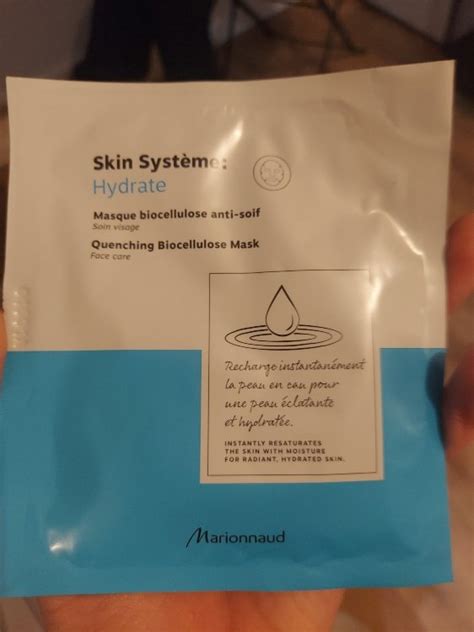 Skin Système:
Hydrate
Masque biocellulose anti-soif
Soin visage
Quenching Biocellulose Mask
Face care
Recharge instantanément
la peau en eau pour
une peau éclatante
et hydratée.
INSTANTLY RESATURATES
THE SKIN WITH MOISTURE
FOR RADIANT, HYDRATED SKIN.
Marionnaud